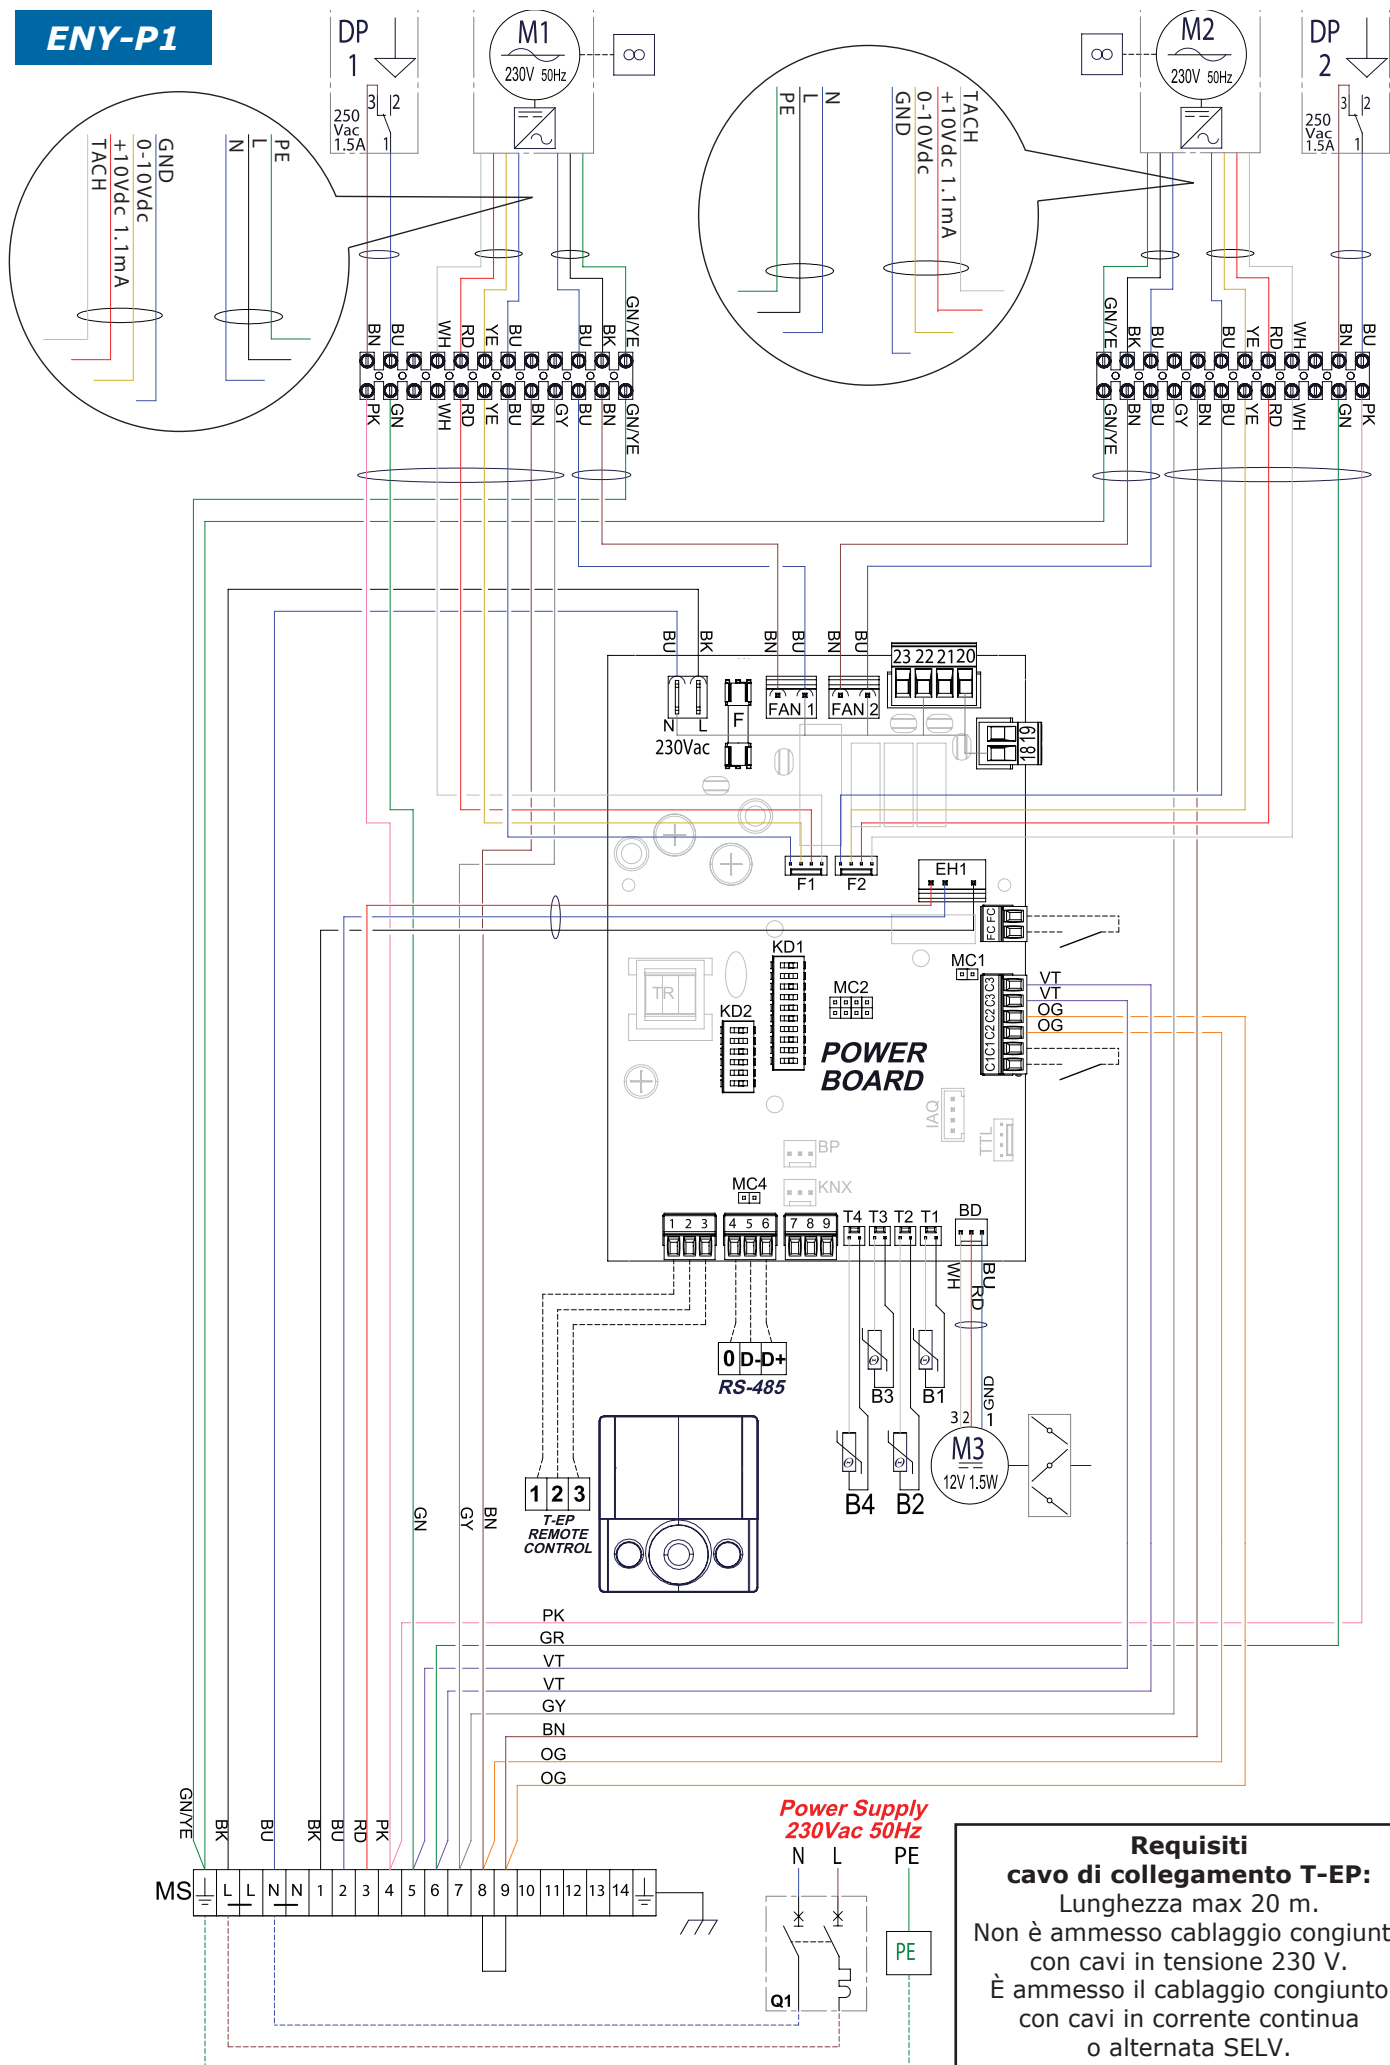 ENY-P1
DP
1
3
2
250
Vac
1.5A
1
M1
230V 50Hz
∞
∞
M2
230V 50Hz
DP
2
3
2
250
Vac
1.5A
1
TACH
+10Vdc 1.1mA
0-10Vdc
GND
N
L
PE
PE
L
N
GND
0-10Vdc
+10Vdc 1.1mA
TACH
BN
BU
WH
RD
YE
BU
BU
BK
GN/YE
GN/YE
BK
BU
BU
YE
RD
WH
BN
BU
PK
GN
WH
RD
YE
BU
BN
GY
BU
BN
GN/YE
GN/YE
BN
BU
GY
BN
BU
YE
RD
WH
GN
PK
BU
BK
BN
BU
BN
BU
23 22 21 20
N
L
230Vac
F
FAN 1
FAN 2
18 19
F1
F2
EH1
FC FC
KD1
MC1
MC2
TR
KD2
POWER
BOARD
C1 C1 C2 C2 C3 C3
VT
VT
OG
OG
IAQ
TTL
BP
KNX
MC4
1 2 3
4 5 6
7 8 9
T4
T3
T2
T1
BD
WH
RD
BU
0 D- D+
RS-485
B3
B1
GND
3 2 1
M3
12V 1.5W
B4
B2
1 2 3
T-EP
REMOTE
CONTROL
GN
GY
BN
PK
GR
VT
VT
GY
BN
OG
OG
GN/YE
BK
BU
BK
BU
RD
PK
MS
L L N N 1 2 3 4 5 6 7 8 9 10 11 12 13 14
Power Supply
230Vac 50Hz
N
L
PE
PE
Q1
Requisiti
cavo di collegamento T-EP:
Lunghezza max 20 m.
Non è ammesso cablaggio congiunt
con cavi in tensione 230 V.
È ammesso il cablaggio congiunto
con cavi in corrente continua
o alternata SELV.